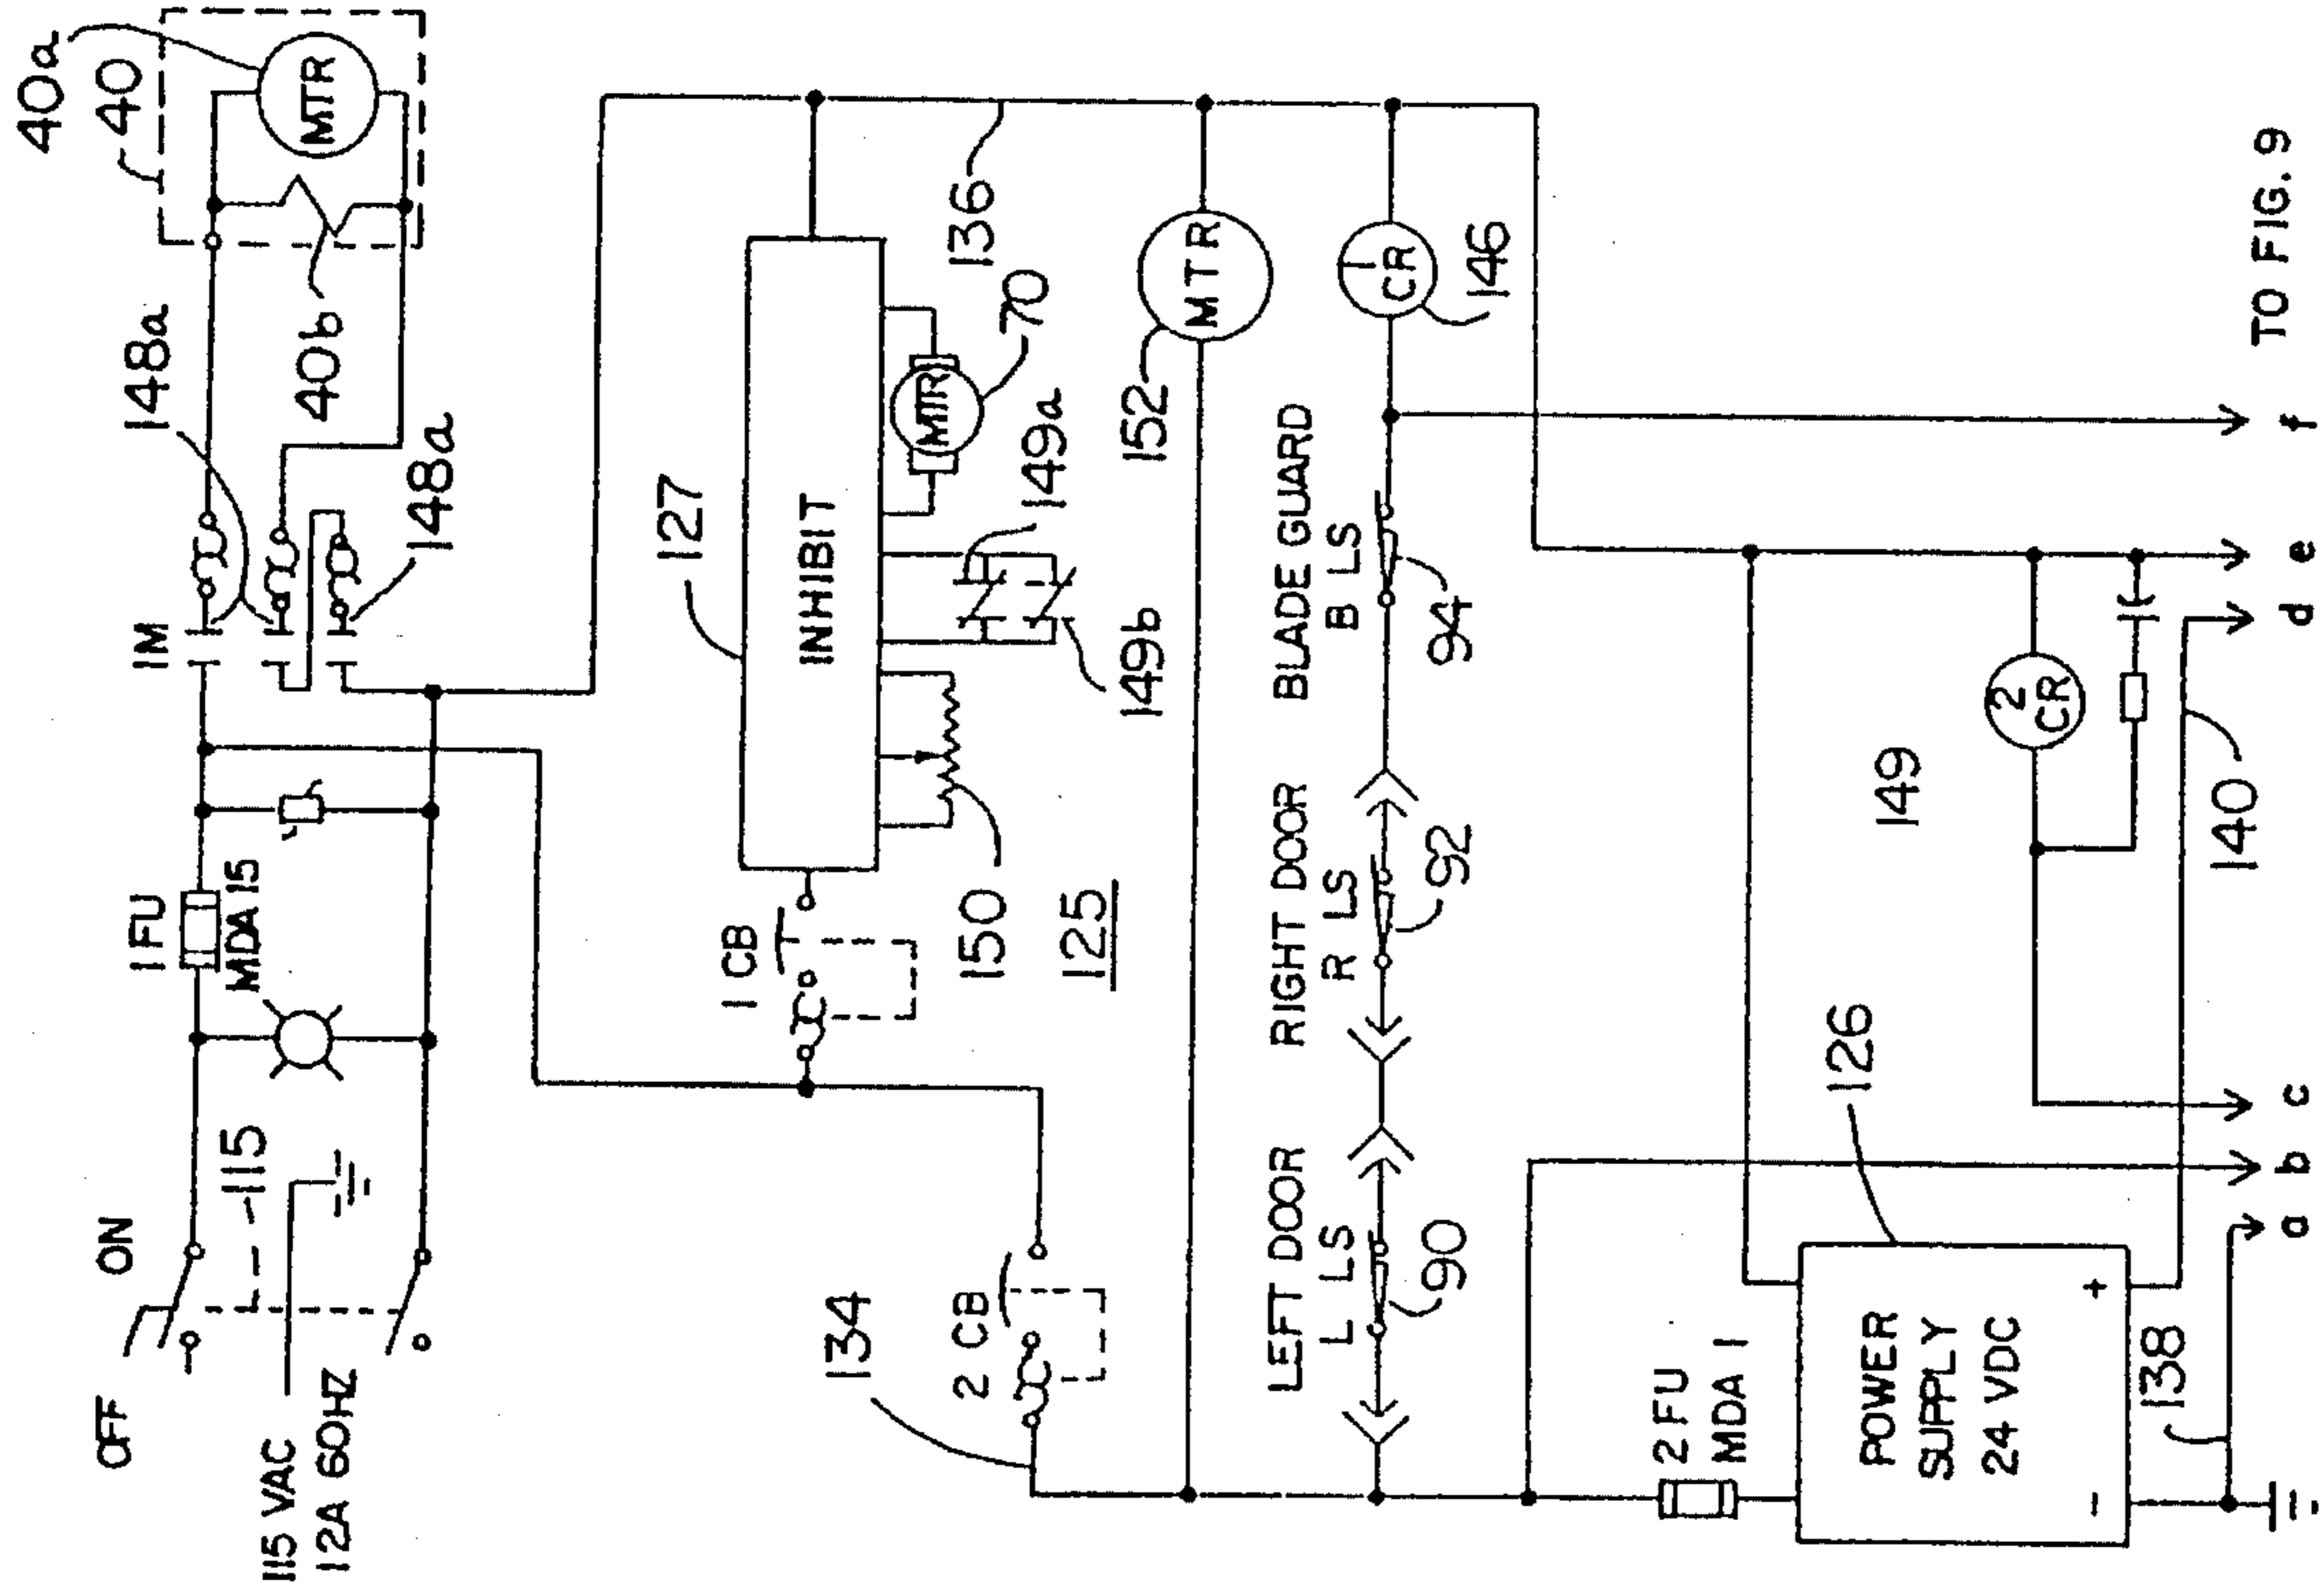 OFF ON
115 VAC
12A 60HZ
115
1FU
MDA 15
1M
148a
148a
40a
40
MTR
40b
134
2 CB
1 CB
127
INHIBIT
150
125
149b
149a
MTR
70
136
152
MTR
LEFT DOOR
L LS
90
RIGHT DOOR
R LS
92
BLADE GUARD
B LS
94
1
CR
146
2 FU
MDA 1
126
POWER
SUPPLY
24 VDC
- +
138
149
2
CR
140
a b c d e f TO FIG. 9